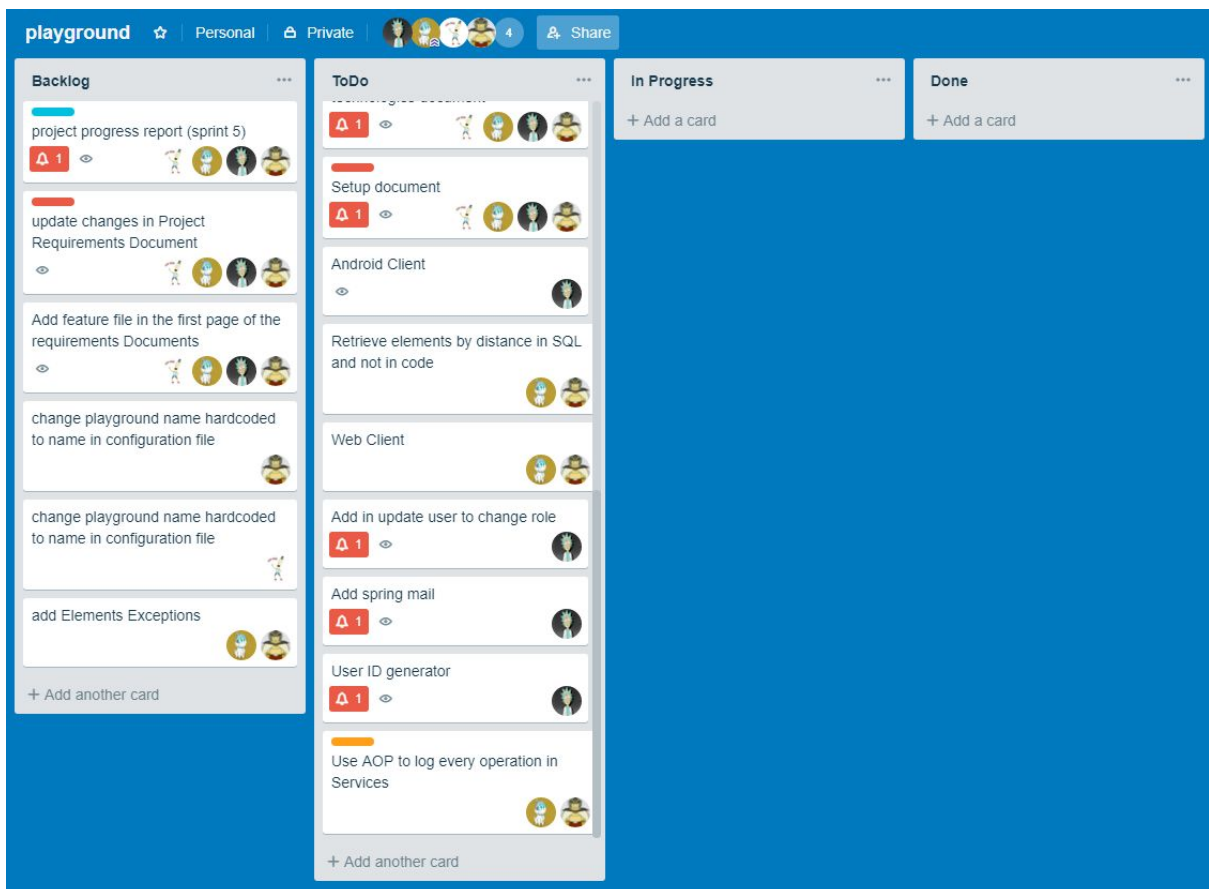 playground Personal Private 4 Share
Backlog
project progress report (sprint 5)
1
update changes in Project
Requirements Document
Add feature file in the first page of the
requirements Documents
change playground name hardcoded
to name in configuration file
change playground name hardcoded
to name in configuration file
add Elements Exceptions
+ Add another card
ToDo
technologies document
1
Setup document
1
Android Client
Retrieve elements by distance in SQL
and not in code
Web Client
Add in update user to change role
1
Add spring mail
1
User ID generator
1
Use AOP to log every operation in
Services
+ Add another card
In Progress
+ Add a card
Done
+ Add a card